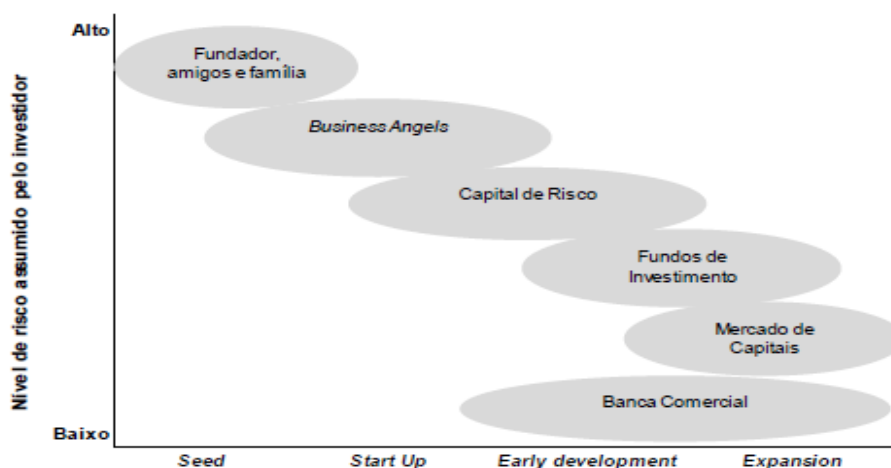 Alto
Fundador,
amigos e família
Business Angels
Capital de Risco
Fundos de
Investimento
Mercado de
Capitais
Banca Comercial
Baixo
Nível de risco assumido pelo investidor
Seed
Start Up
Early development
Expansion